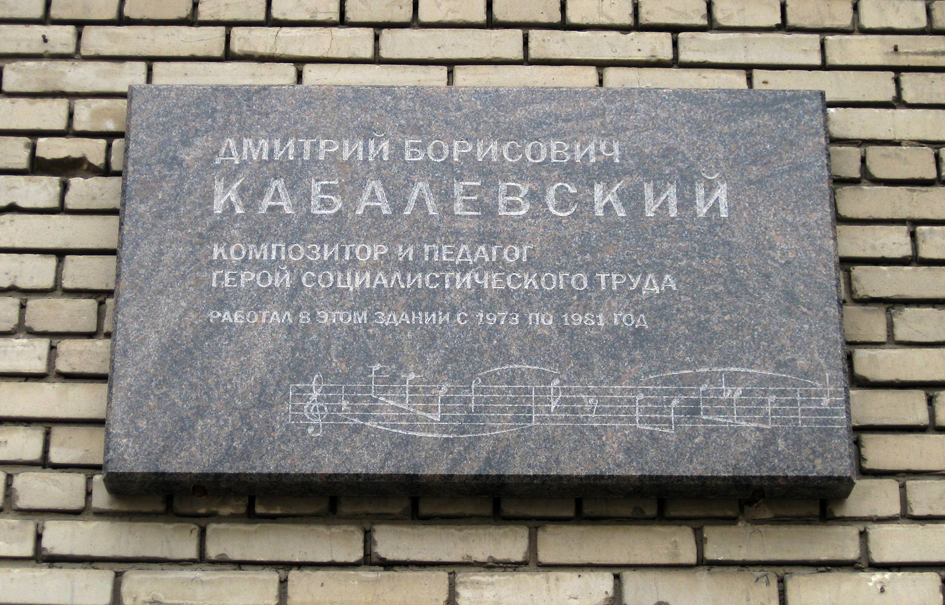 ДМИТРИЙ БОРИСОВИЧ
КАБАЛЕВСКИЙ
КОМПОЗИТОР И ПЕДАГОГ
ГЕРОЙ СОЦИАЛИСТИЧЕСКОГО ТРУДА
РАБОТАЛ В ЭТОМ ЗДАНИИ С 1973 ПО 1981 ГОД